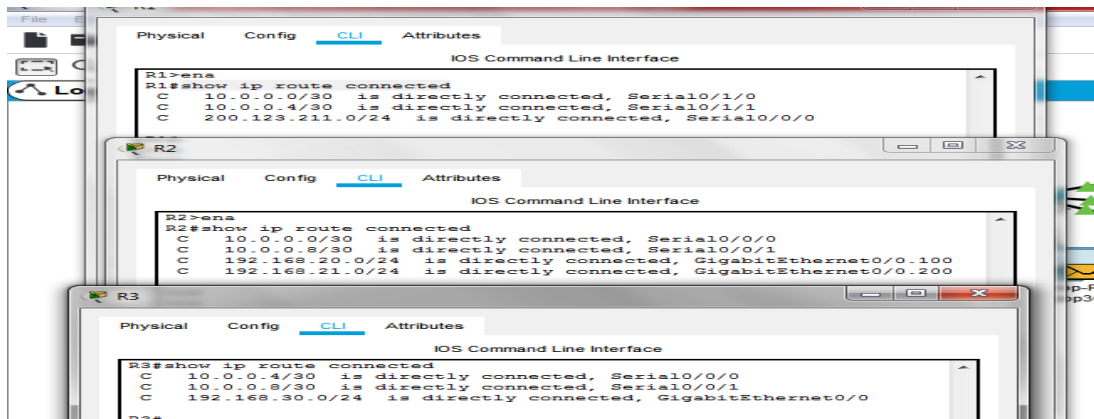 File
Physical Config CLI Attributes
IOS Command Line Interface
R1>ena
R1#show ip route connected
C 10.0.0.0/30 is directly connected, Serial0/1/0
C 10.0.0.4/30 is directly connected, Serial0/1/1
C 200.123.211.0/24 is directly connected, Serial0/0/0
R2
Physical Config CLI Attributes
IOS Command Line Interface
R2>ena
R2#show ip route connected
C 10.0.0.0/30 is directly connected, Serial0/0/0
C 10.0.0.8/30 is directly connected, Serial0/0/1
C 192.168.20.0/24 is directly connected, GigabitEthernet0/0.100
C 192.168.21.0/24 is directly connected, GigabitEthernet0/0.200
R3
Physical Config CLI Attributes
IOS Command Line Interface
R3#show ip route connected
C 10.0.0.4/30 is directly connected, Serial0/0/0
C 10.0.0.8/30 is directly connected, Serial0/0/1
C 192.168.30.0/24 is directly connected, GigabitEthernet0/0